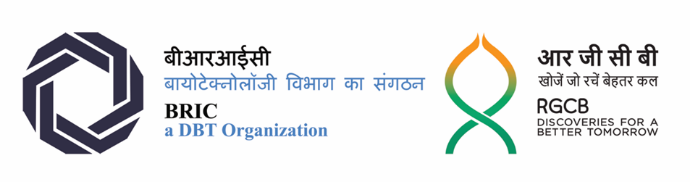 बीआरआईसी
बायोटेक्नोलॉजी विभाग का संगठन
BRIC
a DBT Organization
आर जी सी बी
खोजें जो रचें बेहतर कल
RGCB
DISCOVERIES FOR A
BETTER TOMORROW